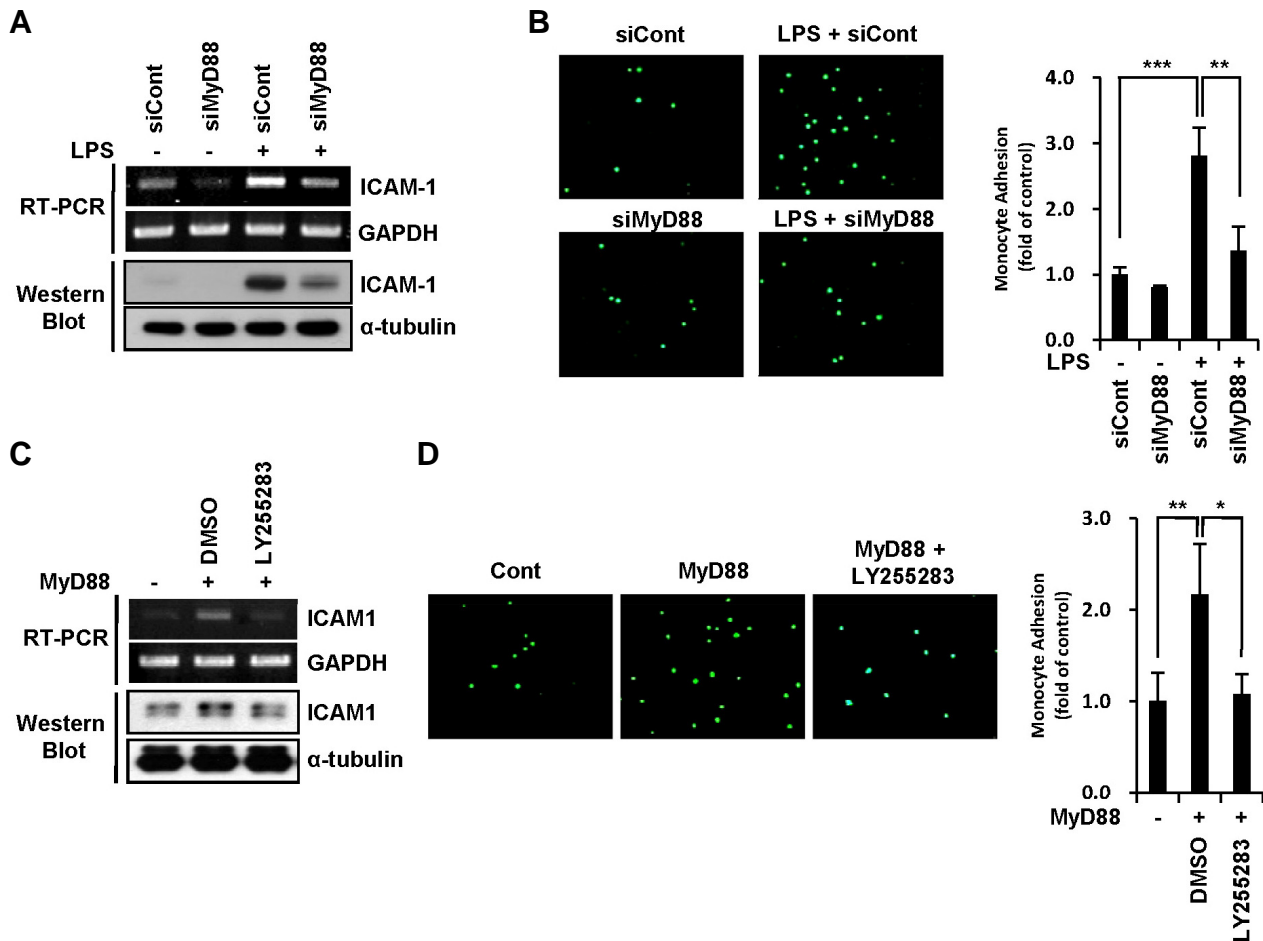 A
siCont
siMyD88
siCont
siMyD88
LPS - - + +
RT-PCR
ICAM-1
GAPDH
Western
Blot
ICAM-1
α-tubulin
B
siCont
LPS + siCont
siMyD88
LPS + siMyD88
Monocyte Adhesion
(fold of control)
4.0
3.0
2.0
1.0
0.0
***
**
LPS - - + +
siCont
siMyD88
siCont
siMyD88
C
DMSO
LY255283
MyD88 - + +
RT-PCR
ICAM1
GAPDH
Western
Blot
ICAM1
α-tubulin
D
Cont
MyD88
MyD88 +
LY255283
Monocyte Adhesion
(fold of control)
3.0
2.0
1.0
0.0
**
*
MyD88 - + +
DMSO
LY255283